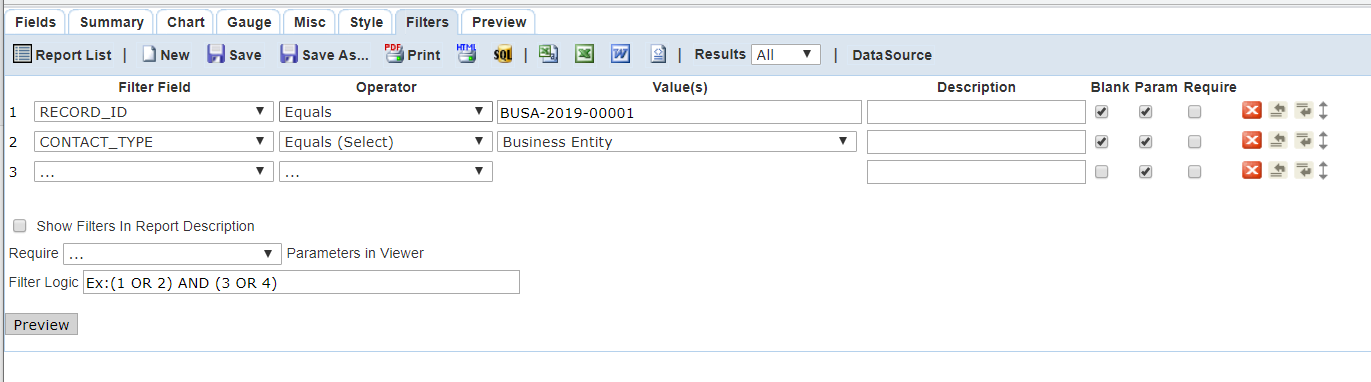 Fields Summary Chart Gauge Misc Style Filters Preview
Report List | New Save Save As... PDF Print HTML SQL | W | Results All | DataSource
Filter Field Operator Value(s) Description Blank Param Require
1 RECORD_ID Equals BUSA-2019-00001
2 CONTACT_TYPE Equals (Select) Business Entity
3 ... ...
Show Filters In Report Description
Require ... Parameters in Viewer
Filter Logic Ex:(1 OR 2) AND (3 OR 4)
Preview